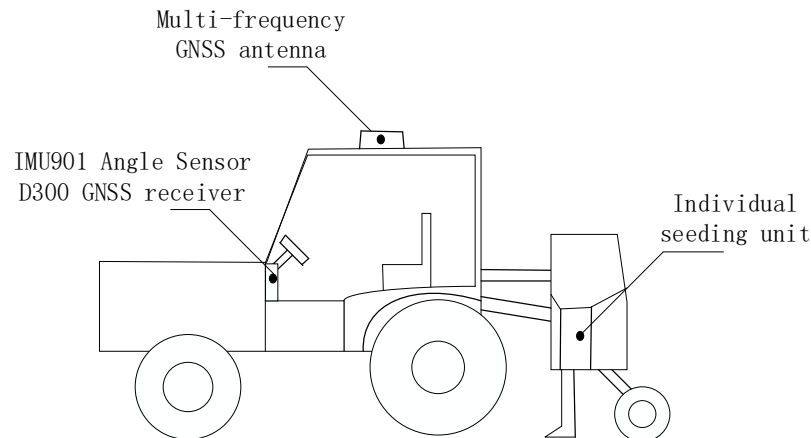 Multi-frequency
GNSS antenna
IMU901 Angle Sensor
D300 GNSS receiver
Individual
seeding unit